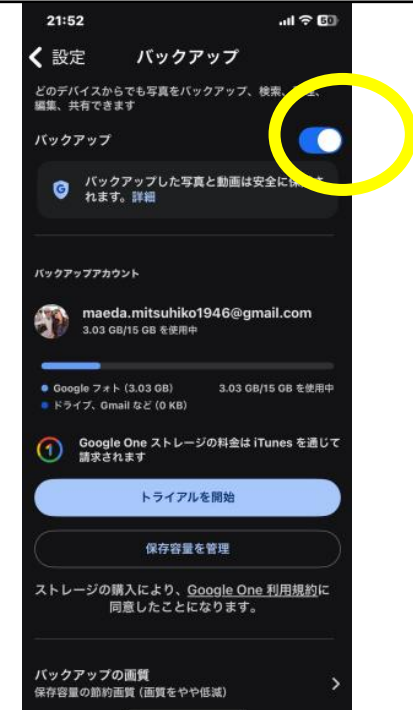 21:52
60
設定
バックアップ
どのデバイスからでも写真をバックアップ、検索、
編集、共有できます
バックアップ
バックアップした写真と動画は安全に
れます。詳細
バックアップアカウント
maeda.mitsuhiko1946@gmail.com
3.03 GB/15 GB を使用中
Google フォト (3.03 GB)
3.03 GB/15 GB を使用中
ドライブ、Gmail など (0 KB)
Google One ストレージの料金は iTunes を通じて
請求されます
トライアルを開始
保存容量を管理
ストレージの購入により、Google One 利用規約に
同意したことになります。
バックアップの画質
保存容量の節約画質 (画質をやや低減)